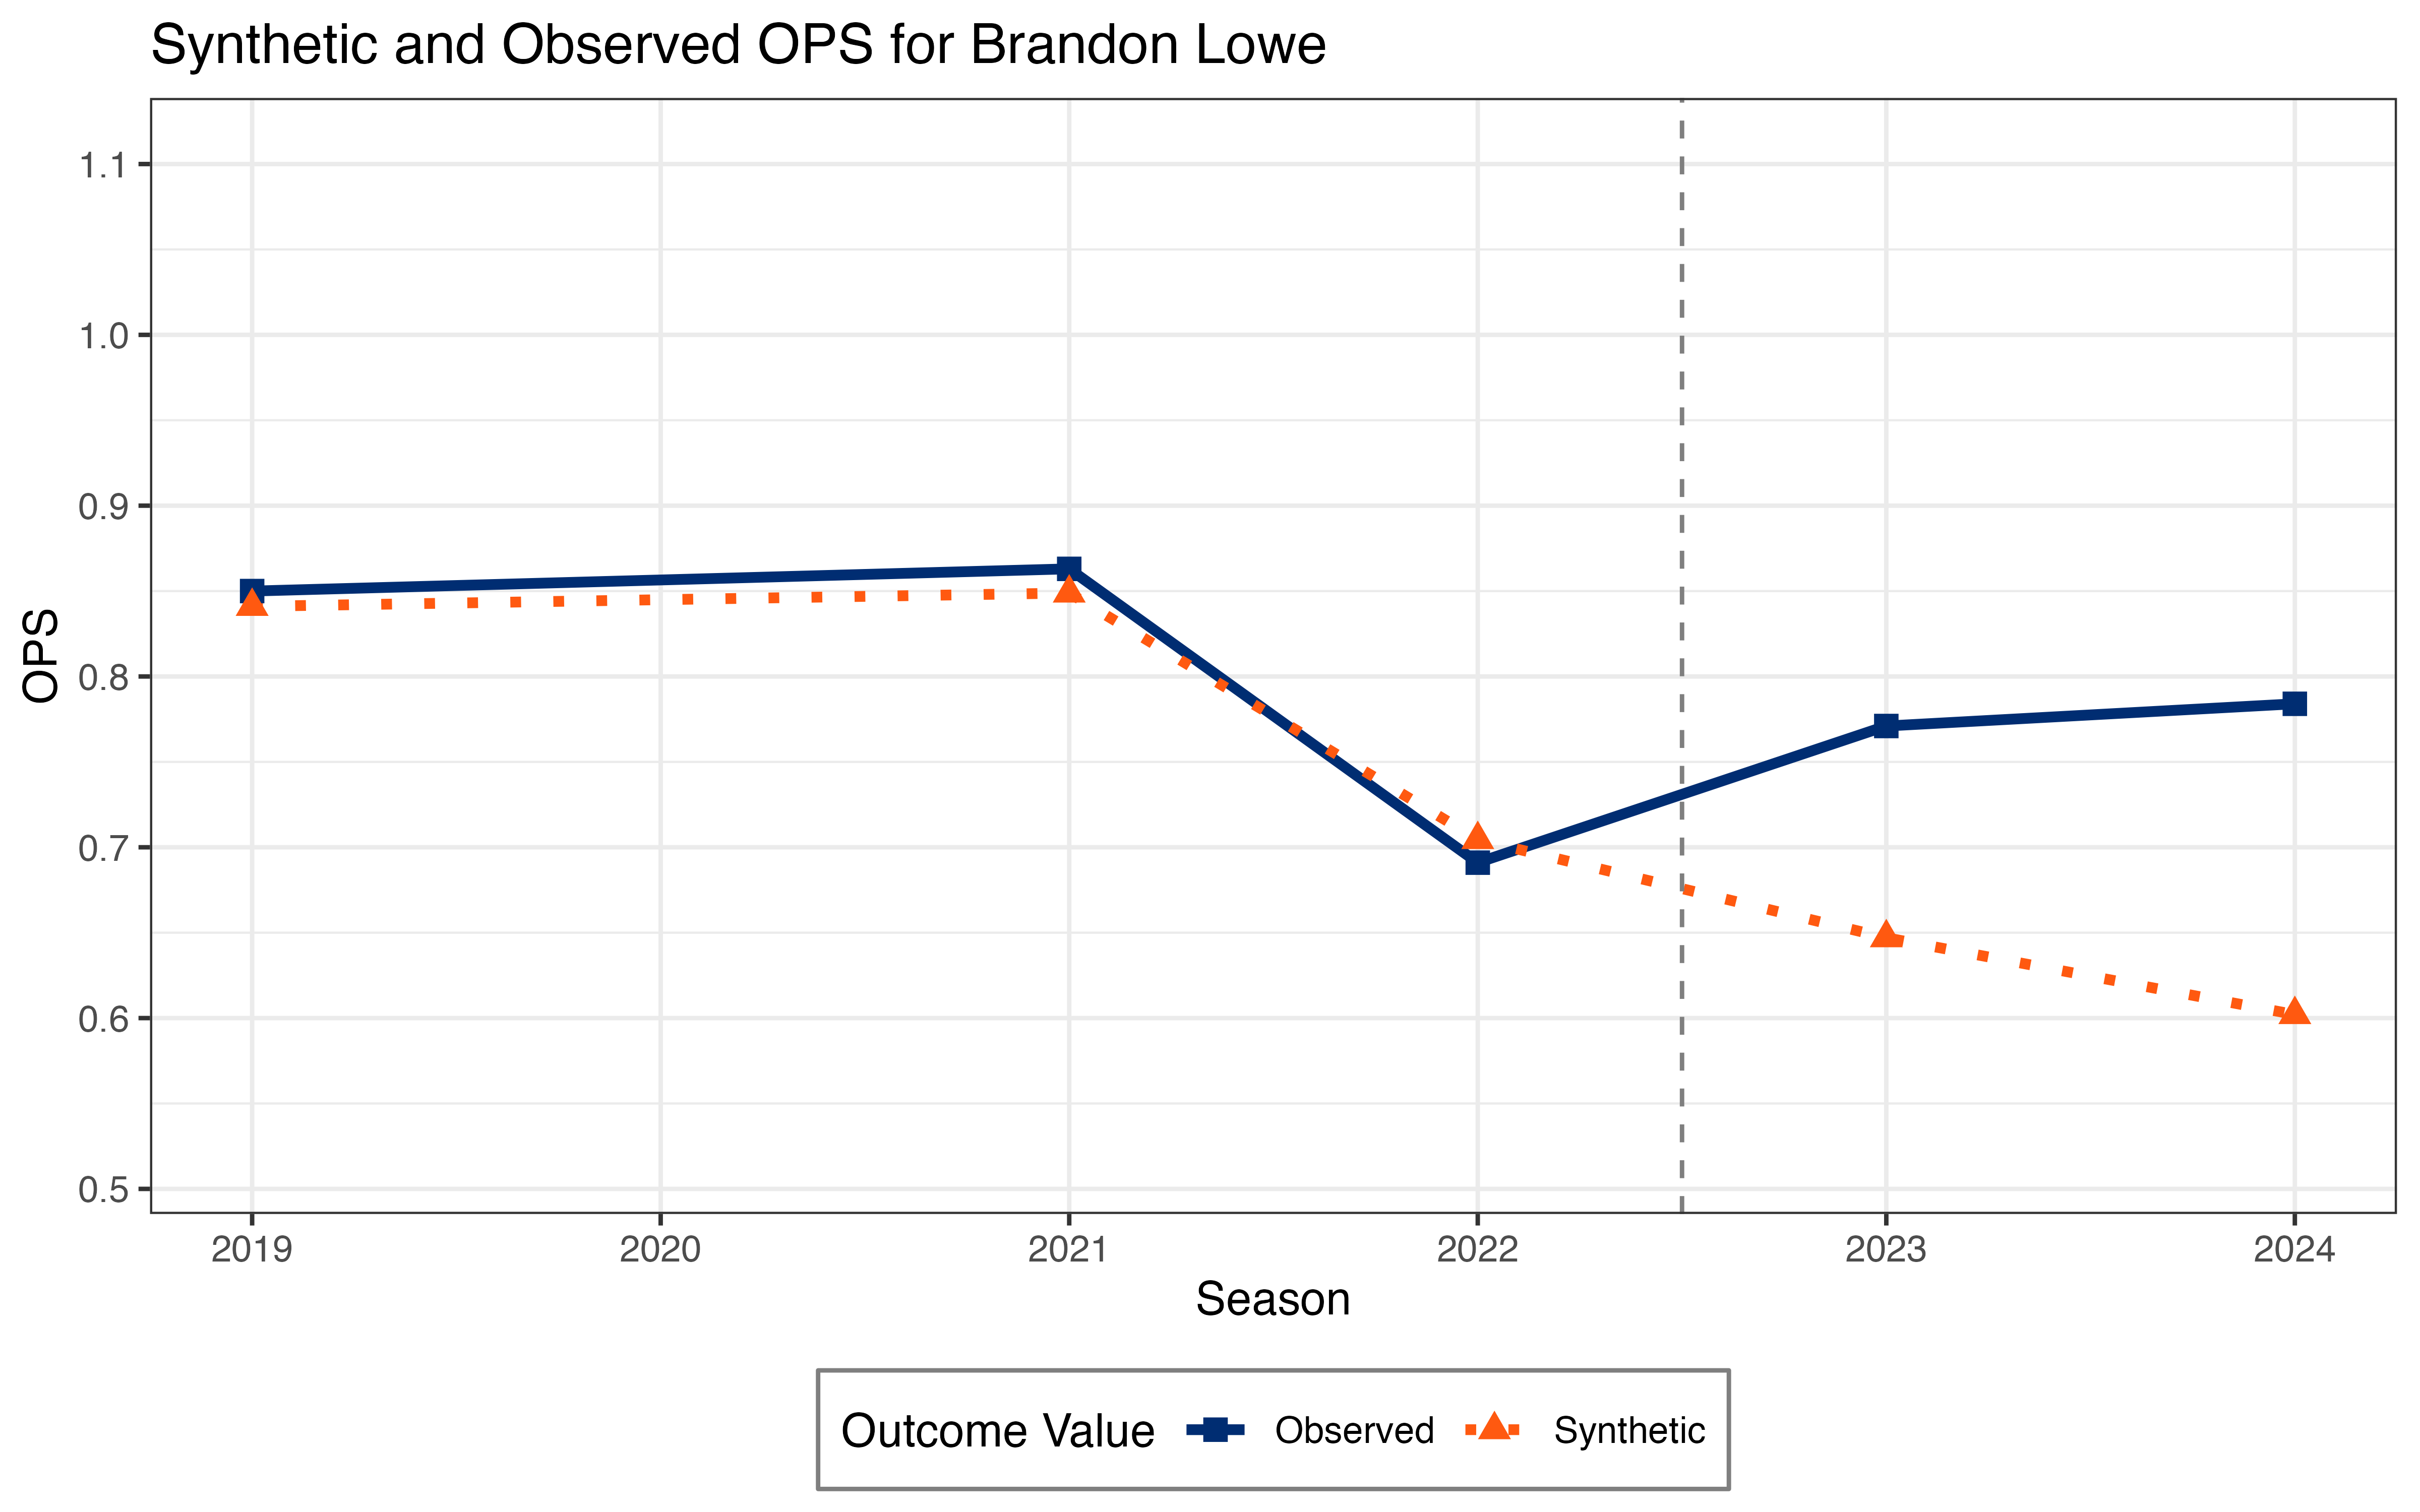 Synthetic and Observed OPS for Brandon Lowe
OPS
1.1
1.0
0.9
0.8
0.7
0.6
0.5
2019 2020 2021 2022 2023 2024
Season
Outcome Value Observed Synthetic